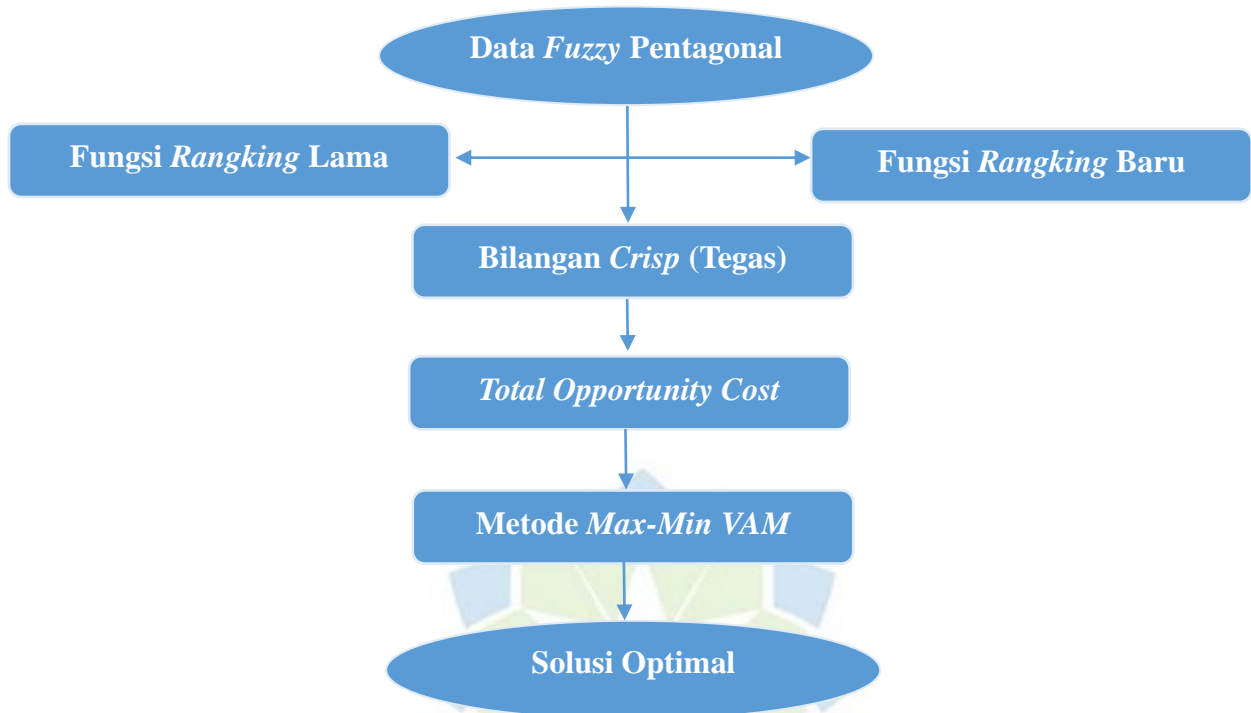 Data Fuzzy Pentagonal
Fungsi Rangking Lama
Fungsi Rangking Baru
Bilangan Crisp (Tegas)
Total Opportunity Cost
Metode Max-Min VAM
Solusi Optimal